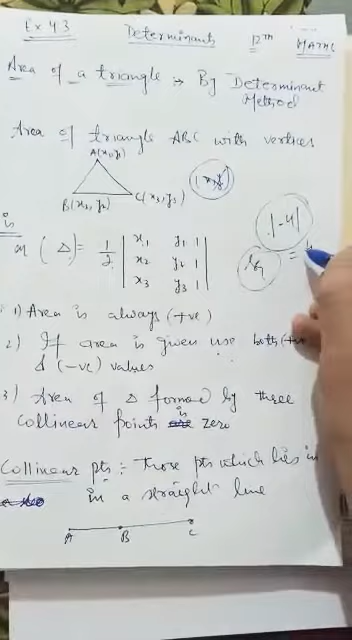 Ex 4.3 Determinants 12th MATHS
Area of a triangle → By Determinant
Method
Area of triangle ABC with vertices
A(x₁,y₁)
B(x₂,y₂) C(x₃,y₃)
is
(Δ) = 1/2 | x₁ y₁ 1 |
| x₂ y₂ 1 |
| x₃ y₃ 1 |
|-4|
=
1) Area is always (+ve)
2) If area is given use both (+ve
& (-ve) values
3) Area of Δ formed by three
collinear points is zero
Collinear pts ÷ Those pts which lies in
in a straight line
A B C